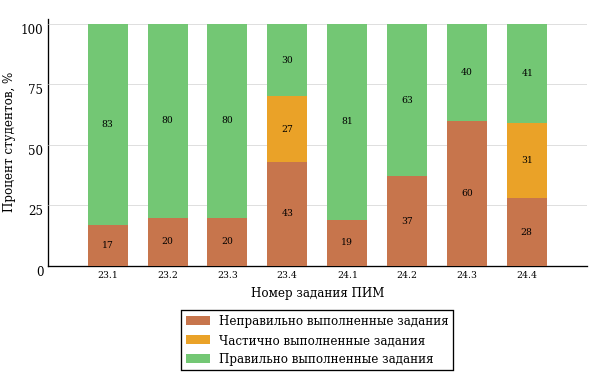 Процент студентов, %
100
75
50
25
0
83 80 80 30 81 63 40 41
27 31
17 20 20 43 19 37 60 28
23.1 23.2 23.3 23.4 24.1 24.2 24.3 24.4
Номер задания ПИМ
Неправильно выполненные задания
Частично выполненные задания
Правильно выполненные задания